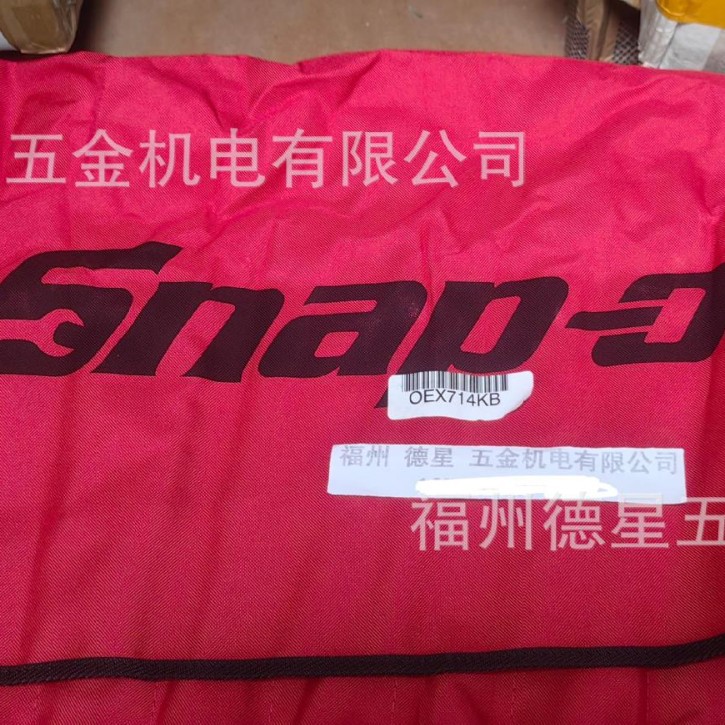 五金机电有限公司
Snap-o
OEX714KB
福州 德星 五金机电有限公司
福州德星五